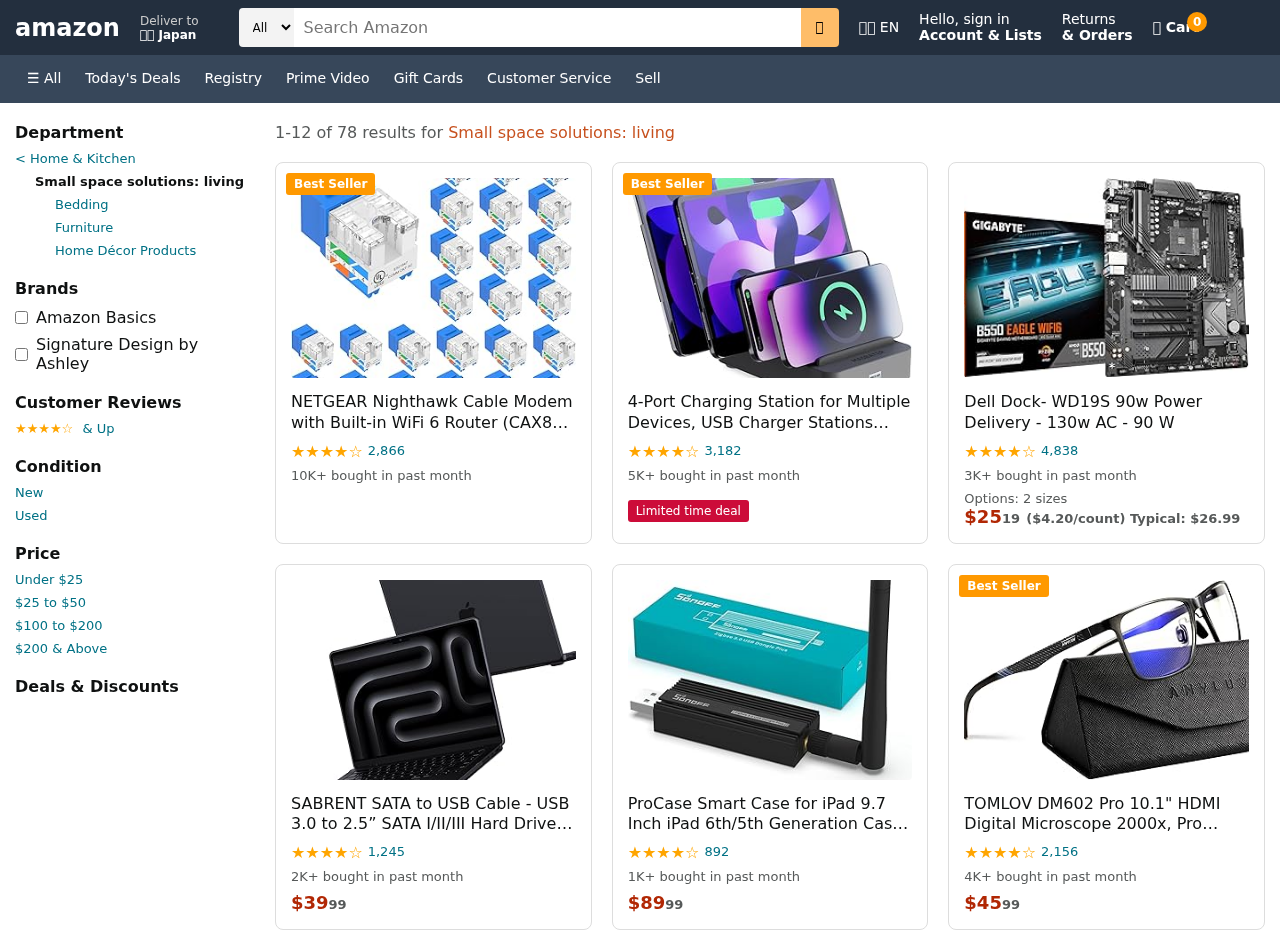 amazon
Deliver to
Japan
All
Search Amazon
EN
Hello, sign in
Account & Lists
Returns
& Orders
0
☰ All
Today's Deals
Registry
Prime Video
Gift Cards
Customer Service
Sell
Department
< Home & Kitchen
Small space solutions: living
Bedding
Furniture
Home Décor Products
Brands
Amazon Basics
Signature Design by
Ashley
Customer Reviews
★★★★☆ & Up
Condition
New
Used
Price
Under $25
$25 to $50
$100 to $200
$200 & Above
Deals & Discounts
1-12 of 78 results for Small space solutions: living
Best Seller
NETGEAR Nighthawk Cable Modem
with Built-in WiFi 6 Router (CAX8…
★★★★☆ 2,866
10K+ bought in past month
Best Seller
4-Port Charging Station for Multiple
Devices, USB Charger Stations…
★★★★☆ 3,182
5K+ bought in past month
Limited time deal
GIGABYTE
EAGLE
B550 EAGLE WIFI6
B550
Dell Dock- WD19S 90w Power
Delivery - 130w AC - 90 W
★★★★☆ 4,838
3K+ bought in past month
Options: 2 sizes
$2519 ($4.20/count) Typical: $26.99
SABRENT SATA to USB Cable - USB
3.0 to 2.5” SATA I/II/III Hard Drive…
★★★★☆ 1,245
2K+ bought in past month
$3999
SONOFF
SONOFF
ProCase Smart Case for iPad 9.7
Inch iPad 6th/5th Generation Cas…
★★★★☆ 892
1K+ bought in past month
$8999
Best Seller
TOMLOV DM602 Pro 10.1" HDMI
Digital Microscope 2000x, Pro…
★★★★☆ 2,156
4K+ bought in past month
$4599